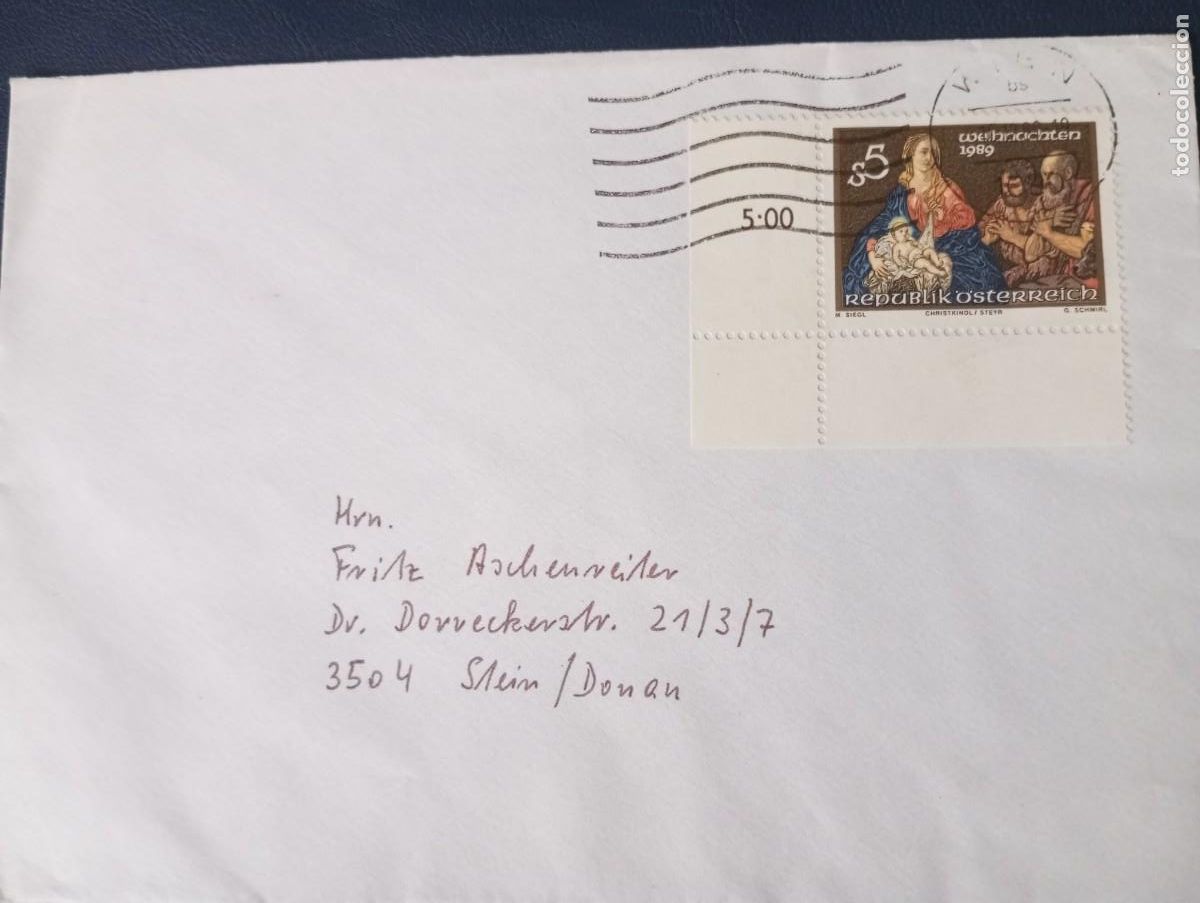 todocoleccion
weihnachten
1989
s5
5·00
Republik Österreich
M. SIEGL CHRISTKINDL / STEYR G. SCHMIRL
Hrn.
Fritz Aschenreiter
Dr. Dorreckerstr. 21/3/7
3504 Stein/Donau